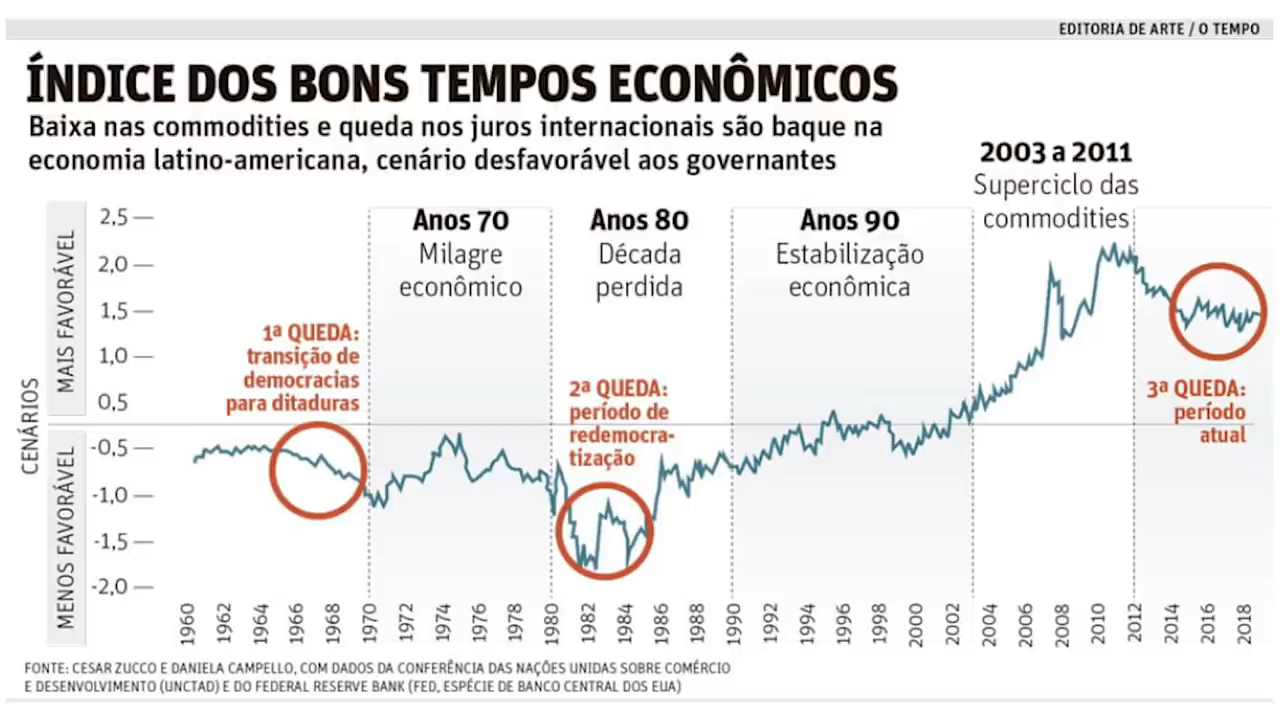 EDITORIA DE ARTE / O TEMPO
ÍNDICE DOS BONS TEMPOS ECONÔMICOS
Baixa nas commodities e queda nos juros internacionais são baque na
economia latino-americana, cenário desfavorável aos governantes
2003 a 2011
Superciclo das
commodities
Anos 70
Milagre
econômico
Anos 80
Década
perdida
Anos 90
Estabilização
econômica
CENÁRIOS
MAIS FAVORÁVEL
MENOS FAVORÁVEL
2,5
2,0
1,5
1,0
0,5
-0,5
-1,0
-1,5
-2,0
1ª QUEDA:
transição de
democracias
para ditaduras
2ª QUEDA:
período de
redemocra-
tização
3ª QUEDA:
período
atual
1960 1962 1964 1966 1968 1970 1972 1974 1976 1978 1980 1982 1984 1986 1988 1990 1992 1994 1996 1998 2000 2002 2004 2006 2008 2010 2012 2014 2016 2018
FONTE: CESAR ZUCCO E DANIELA CAMPELLO, COM DADOS DA CONFERÊNCIA DAS NAÇÕES UNIDAS SOBRE COMÉRCIO
E DESENVOLVIMENTO (UNCTAD) E DO FEDERAL RESERVE BANK (FED, ESPÉCIE DE BANCO CENTRAL DOS EUA)